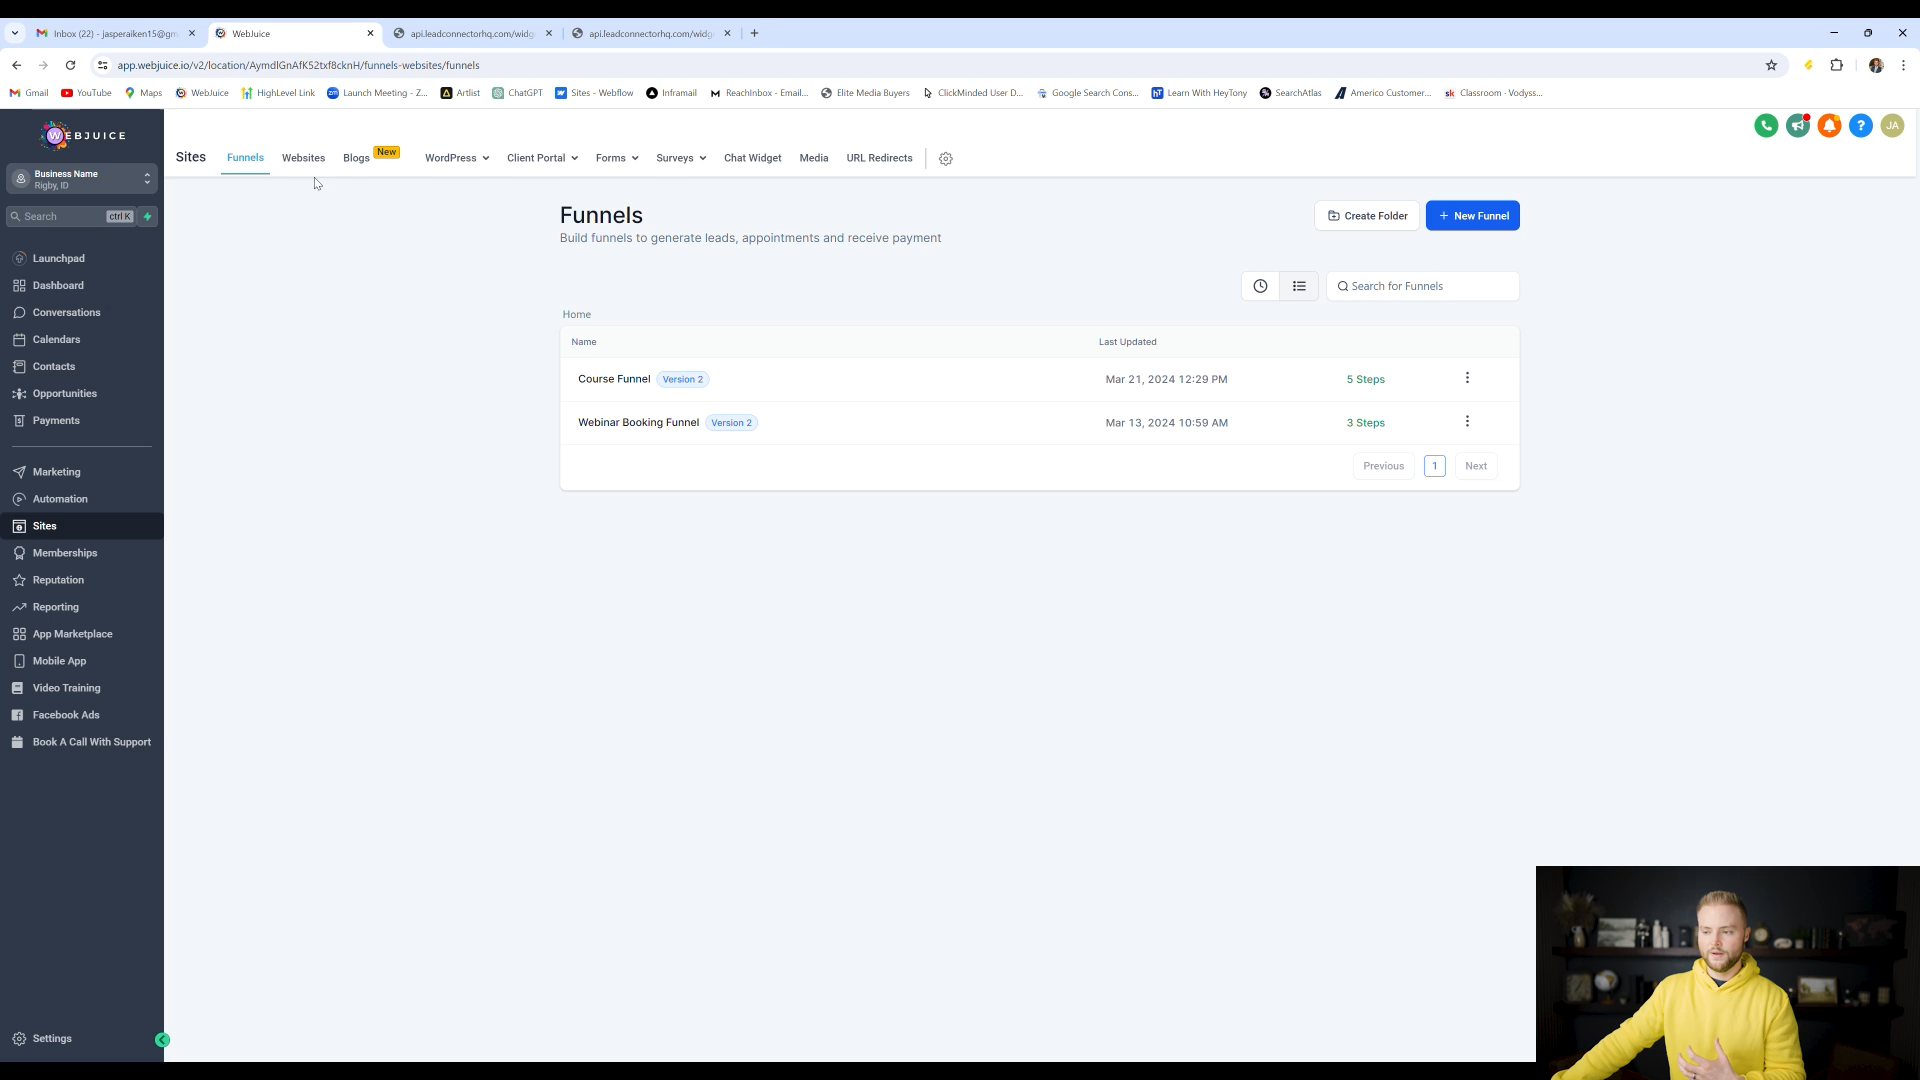 Inbox (22) - jasperaiken15@gm
WebJuice
api.leadconnectorhq.com/widg
api.leadconnectorhq.com/widg
app.webjuice.io/v2/location/AymdlGnAfK52txf8cknH/funnels-websites/funnels
Gmail
YouTube
Maps
WebJuice
HighLevel Link
Launch Meeting - Z...
Artlist
ChatGPT
Sites - Webflow
Inframail
ReachInbox - Email...
Elite Media Buyers
ClickMinded User D...
Google Search Cons...
Learn With HeyTony
SearchAtlas
Americo Customer...
sk Classroom - Vodyss...
WEBJUICE
JA
Sites
Funnels
Websites
Blogs
New
WordPress
Client Portal
Forms
Surveys
Chat Widget
Media
URL Redirects
Business Name
Rigby, ID
Search
ctrl K
Launchpad
Dashboard
Conversations
Calendars
Contacts
Opportunities
Payments
Marketing
Automation
Sites
Memberships
Reputation
Reporting
App Marketplace
Mobile App
Video Training
Facebook Ads
Book A Call With Support
Settings
Funnels
Build funnels to generate leads, appointments and receive payment
Create Folder
+ New Funnel
Search for Funnels
Home
Name
Last Updated
Course Funnel Version 2
Mar 21, 2024 12:29 PM
5 Steps
Webinar Booking Funnel Version 2
Mar 13, 2024 10:59 AM
3 Steps
Previous
1
Next